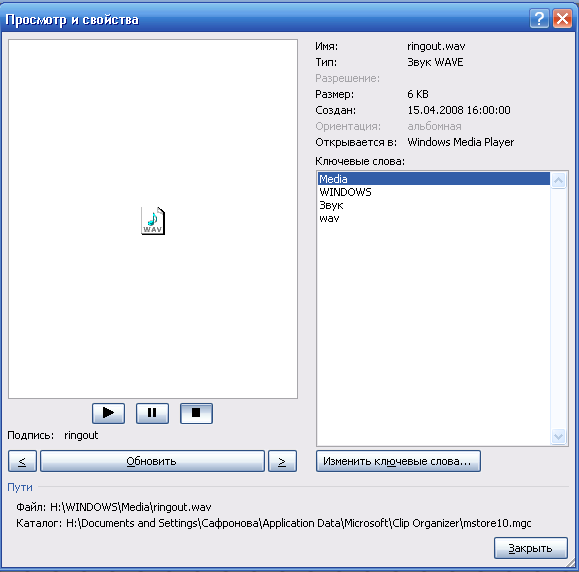 Просмотр и свойства
WAV
Подпись: ringout
< Обновить >
Имя: ringout.wav
Тип: Звук WAVE
Разрешение:
Размер: 6 KB
Создан: 15.04.2008 16:00:00
Ориентация: альбомная
Открывается в: Windows Media Player
Ключевые слова:
Media
WINDOWS
Звук
wav
Изменить ключевые слова...
Пути
Файл: H:\WINDOWS\Media\ringout.wav
Каталог: H:\Documents and Settings\Сафронова\Application Data\Microsoft\Clip Organizer\mstore10.mgc
Закрыть